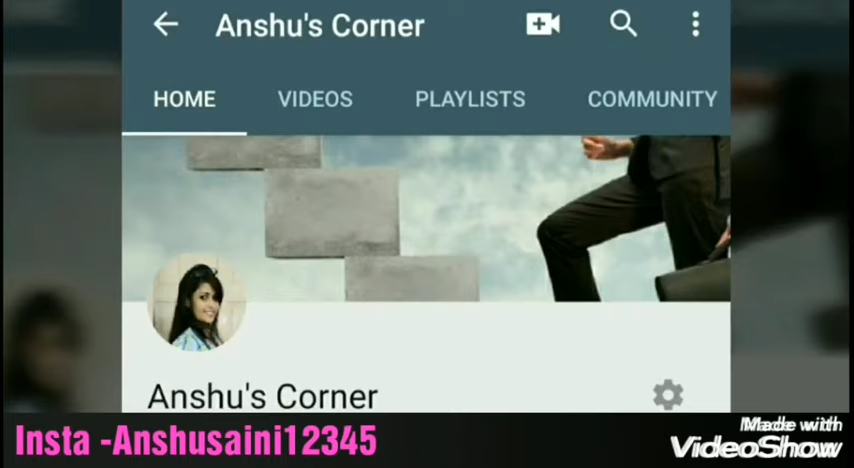 Anshu's Corner
HOME VIDEOS PLAYLISTS COMMUNITY
Anshu's Corner
Insta -Anshusaini12345
Made with
VideoShow